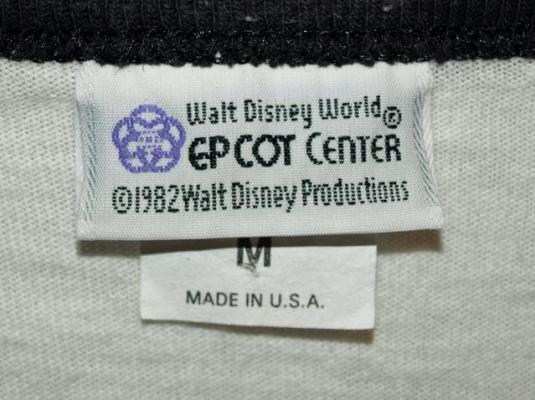 Walt Disney World®
EPCOT CENTER
©1982 Walt Disney Productions
M
MADE IN U.S.A.